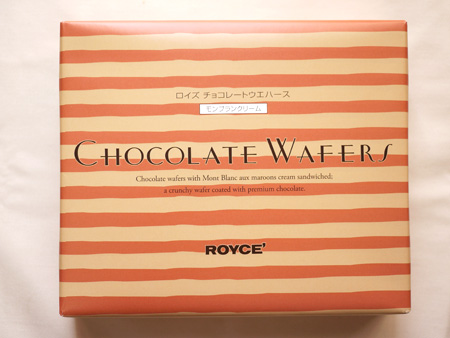 ロイズ チョコレートウエハース
モンブランクリーム
CHOCOLATE WAFERS
Chocolate wafers with Mont Blanc aux maroons cream sandwiched;
a crunchy wafer coated with premium chocolate.
ROYCE'